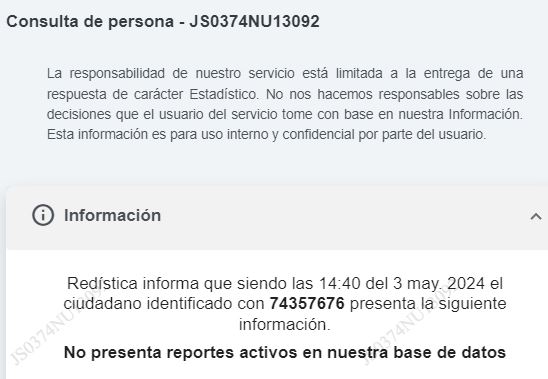 Consulta de persona - JS0374NU13092
La responsabilidad de nuestro servicio está limitada a la entrega de una
respuesta de carácter Estadístico. No nos hacemos responsables sobre las
decisiones que el usuario del servicio tome con base en nuestra Información.
Esta información es para uso interno y confidencial por parte del usuario.
Información
Redística informa que siendo las 14:40 del 3 may. 2024 el
ciudadano identificado con 74357676 presenta la siguiente
información.
No presenta reportes activos en nuestra base de datos